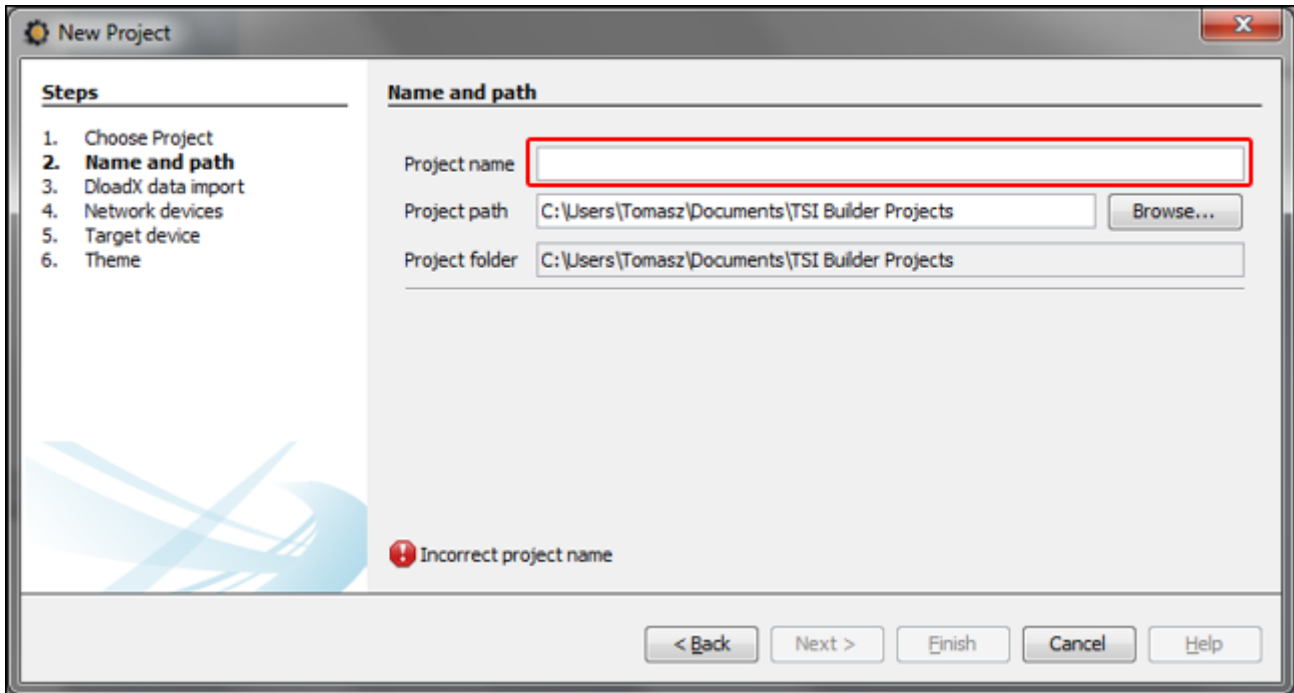 New Project
Steps
1. Choose Project
2. Name and path
3. DloadX data import
4. Network devices
5. Target device
6. Theme
Name and path
Project name
Project path C:\Users\Tomasz\Documents\TSI Builder Projects Browse...
Project folder C:\Users\Tomasz\Documents\TSI Builder Projects
Incorrect project name
< Back Next > Finish Cancel Help